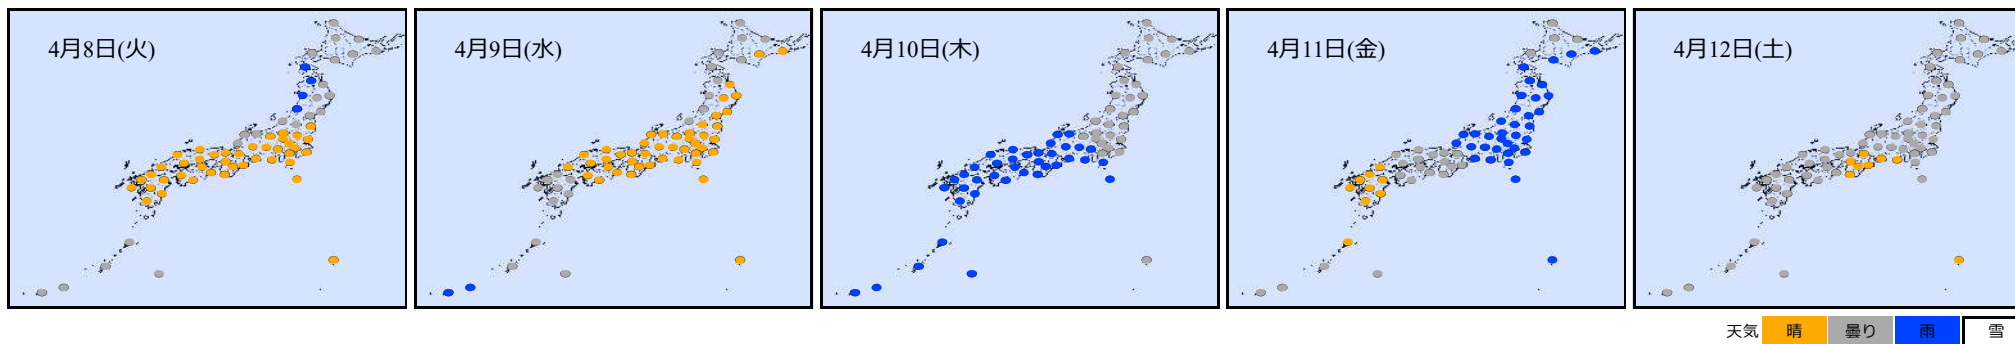 4月8日(火)
4月9日(水)
4月10日(木)
4月11日(金)
4月12日(土)
天気 晴 曇り 雨 雪